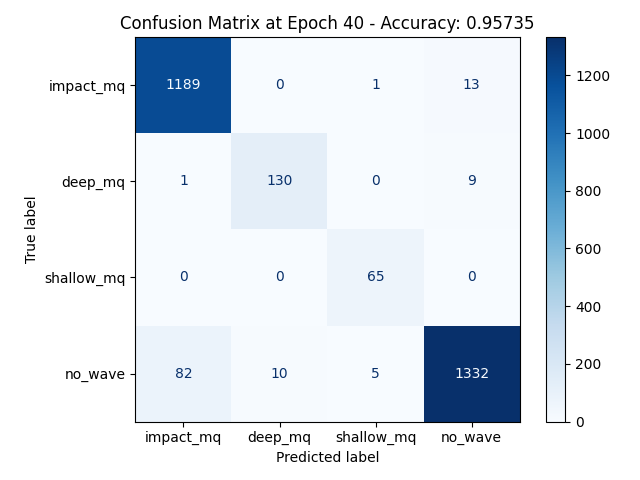 Confusion Matrix at Epoch 40 - Accuracy: 0.95735
impact_mq 1189 0 1 13
deep_mq 1 130 0 9
shallow_mq 0 0 65 0
no_wave 82 10 5 1332
impact_mq deep_mq shallow_mq no_wave
Predicted label
True label
1200
1000
800
600
400
200
0